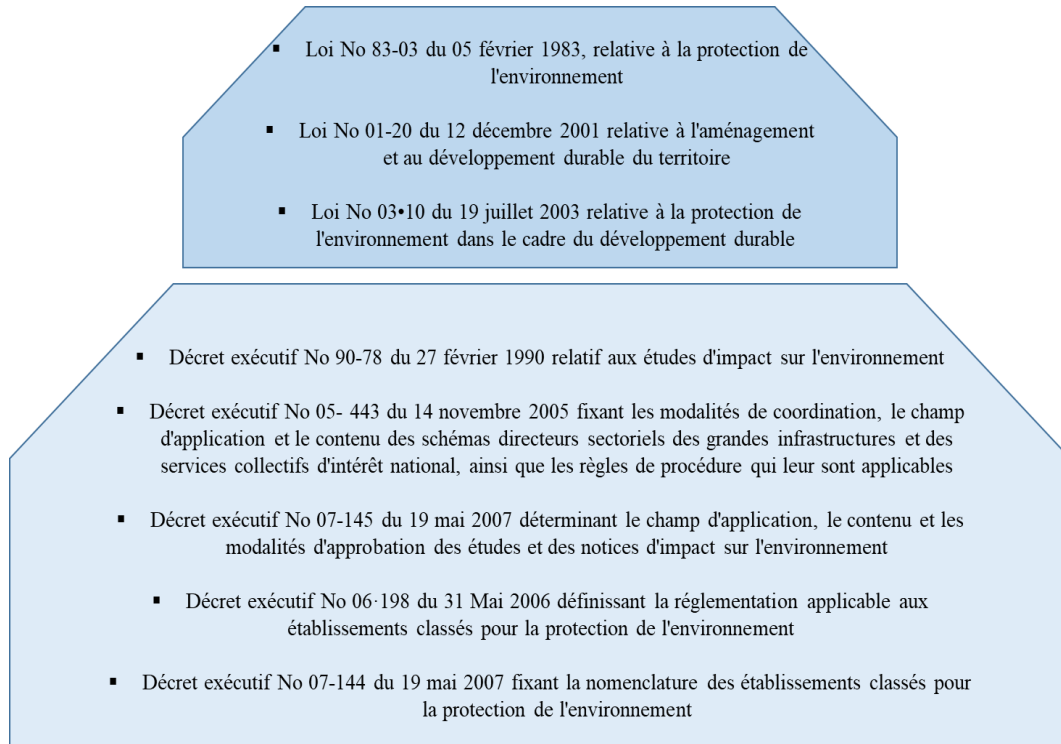 ▪ Loi No 83-03 du 05 février 1983, relative à la protection de
l'environnement
▪ Loi No 01-20 du 12 décembre 2001 relative à l'aménagement
et au développement durable du territoire
▪ Loi No 03•10 du 19 juillet 2003 relative à la protection de
l'environnement dans le cadre du développement durable
▪ Décret exécutif No 90-78 du 27 février 1990 relatif aux études d'impact sur l'environnement
▪ Décret exécutif No 05- 443 du 14 novembre 2005 fixant les modalités de coordination, le champ
d'application et le contenu des schémas directeurs sectoriels des grandes infrastructures et des
services collectifs d'intérêt national, ainsi que les règles de procédure qui leur sont applicables
▪ Décret exécutif No 07-145 du 19 mai 2007 déterminant le champ d'application, le contenu et les
modalités d'approbation des études et des notices d'impact sur l'environnement
▪ Décret exécutif No 06·198 du 31 Mai 2006 définissant la réglementation applicable aux
établissements classés pour la protection de l'environnement
▪ Décret exécutif No 07-144 du 19 mai 2007 fixant la nomenclature des établissements classés pour
la protection de l'environnement